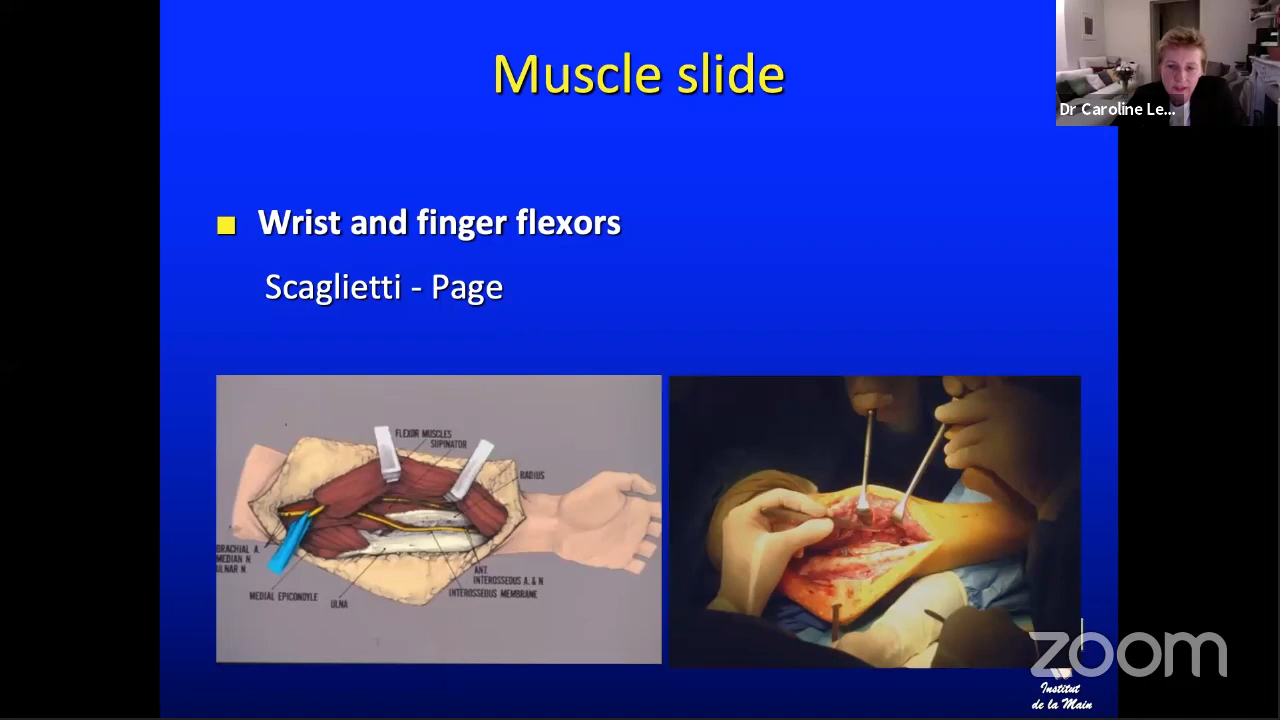 Muscle slide
Dr Caroline Le...
Wrist and finger flexors
Scaglietti - Page
FLEXOR MUSCLES
SUPINATOR
RADIUS
BRACHIAL A.
MEDIAN N.
ULNAR N.
MEDIAL EPICONDYLE
ULNA
ANT.
INTEROSSEOUS A. & N
INTEROSSEOUS MEMBRANE
zoom
Institut
de la Main